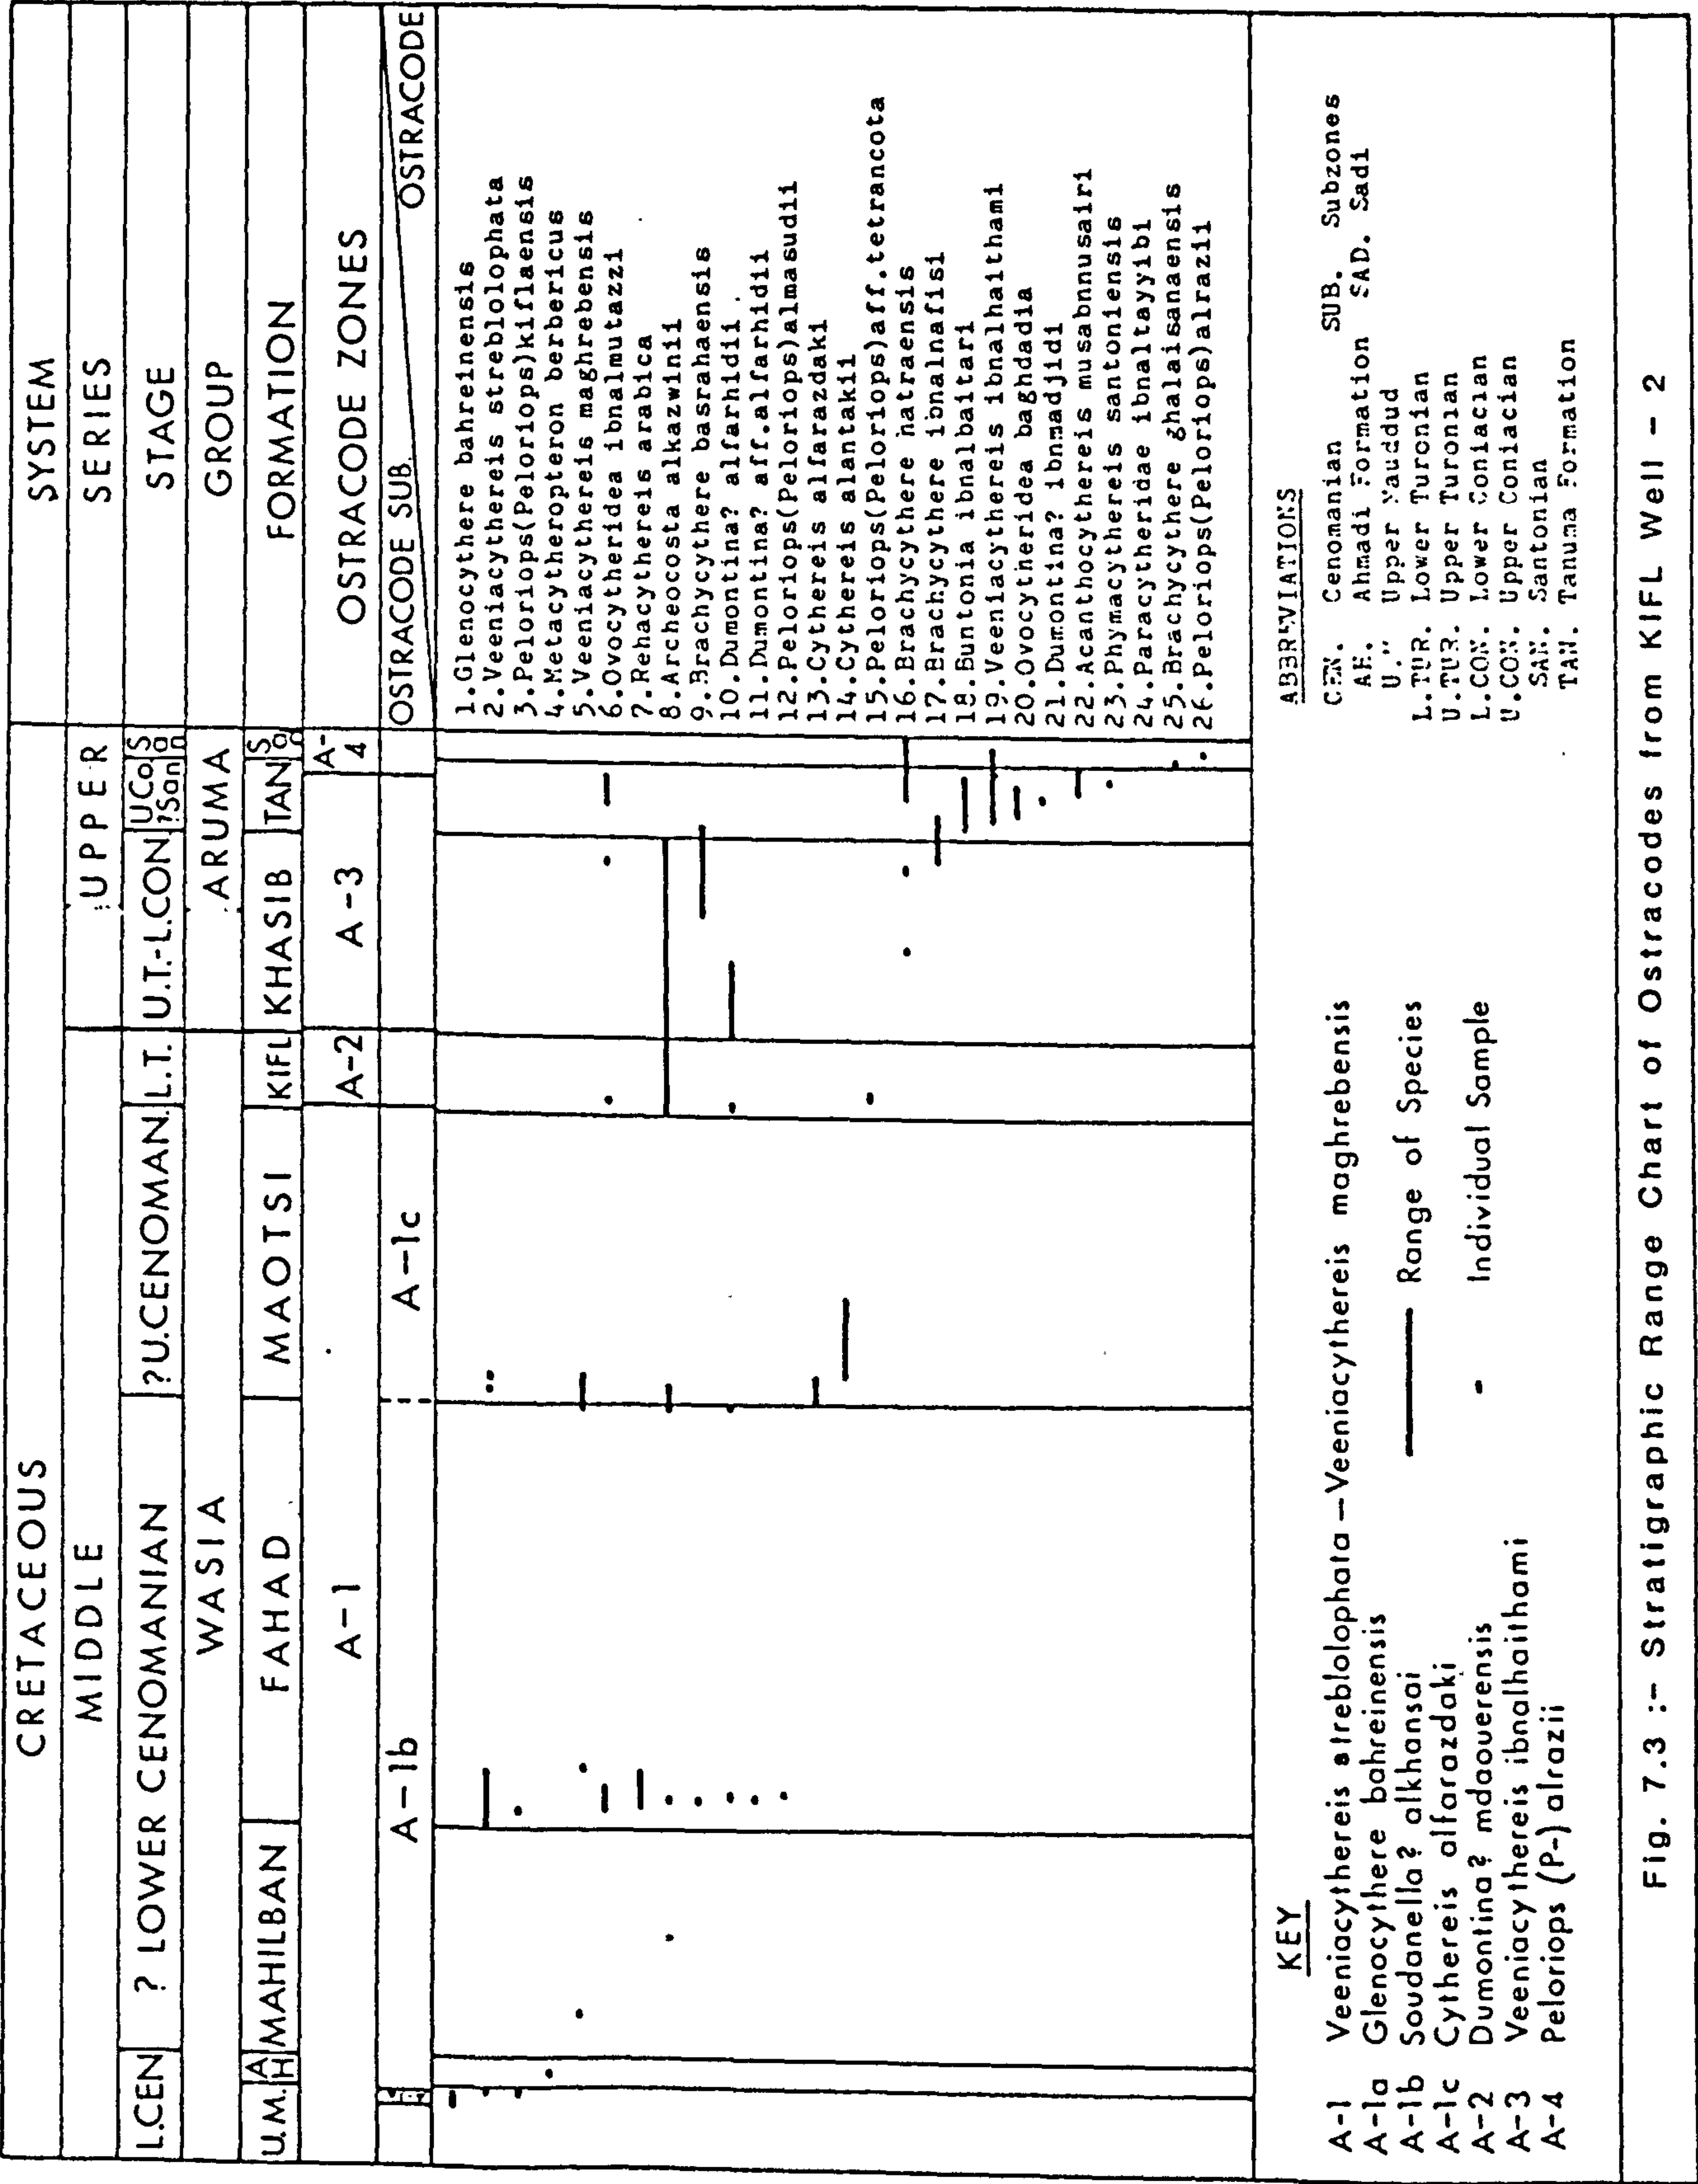 CRETACEOUS
SYSTEM
MIDDLE
UPPER
SERIES
L.CEN
? LOWER CENOMANIAN
?U.CENOMAN.
L.T.
U.T.-L.CON
U.Co ?San
San
STAGE
WASIA
ARUMA
GROUP
U.M.
AH
MAHILBAN
FAHAD
MAOTSI
KIFL
KHASIB
TAN
FORMATION
A-1
A-2
A-3
A-4
OSTRACODE ZONES
A-1b
A-1c
OSTRACODE SUB.
OSTRACODE
1.Glenocythere bahreinensis
2.Veeniacythereis streblolophata
3.Peloriops(Peloriops)kiflaensis
4.Metacytheropteron berbericus
5.Veeniacythereis maghrebensis
6.Ovocytheridea ibnalmutazzi
7.Rehacythereis arabica
8.Archeocosta alkazwinii
9.Brachycythere basrahaensis
10.Dumontina? alfarhidii.
11.Dumontina? aff.alfarhidii
12.Peloriops(Peloriops)almasudii
13.Cythereis alfarazdaki
14.Cythereis alantakii
15.Peloriops(Peloriops)aff.tetrancota
16.Brachycythere hatraensis
17.Brachycythere ibnalnafisi
18.Buntonia ibnalbaitari
19.Veeniacythereis ibnalhaithami
20.Ovocytheridea baghdadia
21.Dumontina? ibnmadjidi
22.Acanthocythereis musabnnusairi
23.Phymacythereis santoniensis
24.Paracytheridae ibnaltayyibi
25.Brachycythere ghalaisanaensis
26.Peloriops(Peloriops)alrazii
KEY
A-1 Veeniacythereis streblolophata-Veeniacythereis maghrebensis
A-1a Glenocythere bahreinensis
A-1b Soudanella? alkhansai
A-1c Cythereis alfarazdaki
A-2 Dumontina? mdaouerensis
A-3 Veeniacythereis ibnalhaithami
A-4 Peloriops (P-) alrazii
Range of Species
Individual Sample
ABBREVIATIONS
CEN. Cenomanian SUB. Subzones
AH. Ahmadi Formation SAD. Sadi
Upper Mauddud
L.TUR. Lower Turonian
U.TUR. Upper Turonian
L.CON. Lower Coniacian
U.CON. Upper Coniacian
SAN. Santonian
TAN. Tanuma Formation
Fig. 7.3 :- Stratigraphic Range Chart of Ostracodes from KIFL Well - 2